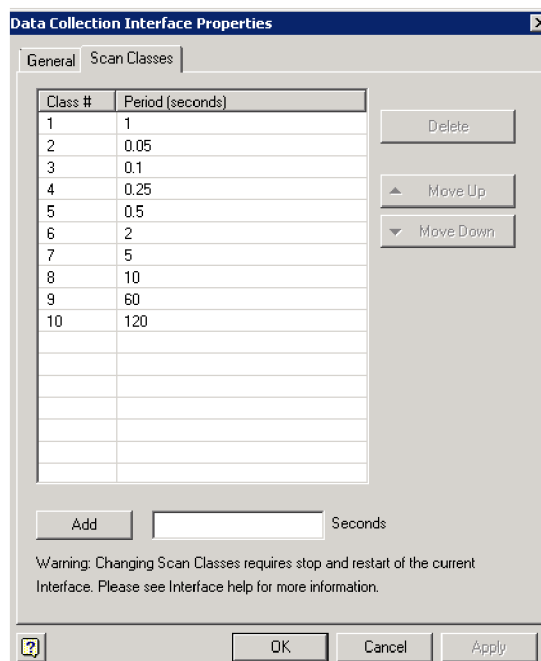 Data Collection Interface Properties
General Scan Classes
Class # Period (seconds)
1 1
2 0.05
3 0.1
4 0.25
5 0.5
6 2
7 5
8 10
9 60
10 120
Delete
Move Up
Move Down
Add Seconds
Warning: Changing Scan Classes requires stop and restart of the current
Interface. Please see Interface help for more information.
OK Cancel Apply